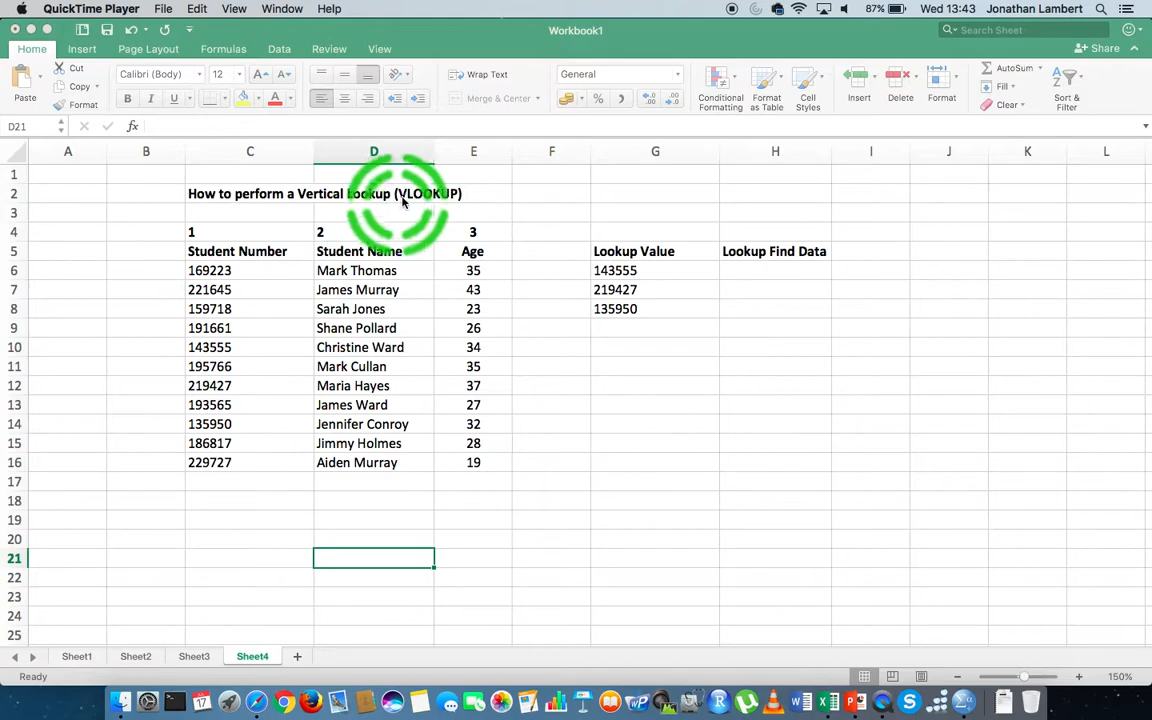 QuickTime Player File Edit View Window Help 87% Wed 13:43 Jonathan Lambert
Workbook1
Search Sheet
Home Insert Page Layout Formulas Data Review View Share
Paste Cut Copy Format
Calibri (Body) 12 A A
B I U A
Wrap Text
Merge & Center
General
%
Conditional Formatting
Format as Table
Cell Styles
Insert Delete Format
AutoSum
Fill
Clear
Sort & Filter
D21 fx
A B C D E F G H I J K L
1
2 How to perform a Vertical Lookup (VLOOKUP)
3
4 1 2 3
5 Student Number Student Name Age Lookup Value Lookup Find Data
6 169223 Mark Thomas 35 143555
7 221645 James Murray 43 219427
8 159718 Sarah Jones 23 135950
9 191661 Shane Pollard 26
10 143555 Christine Ward 34
11 195766 Mark Cullan 35
12 219427 Maria Hayes 37
13 193565 James Ward 27
14 135950 Jennifer Conroy 32
15 186817 Jimmy Holmes 28
16 229727 Aiden Murray 19
17
18
19
20
21
22
23
24
25
Sheet1 Sheet2 Sheet3 Sheet4 +
Ready 150%